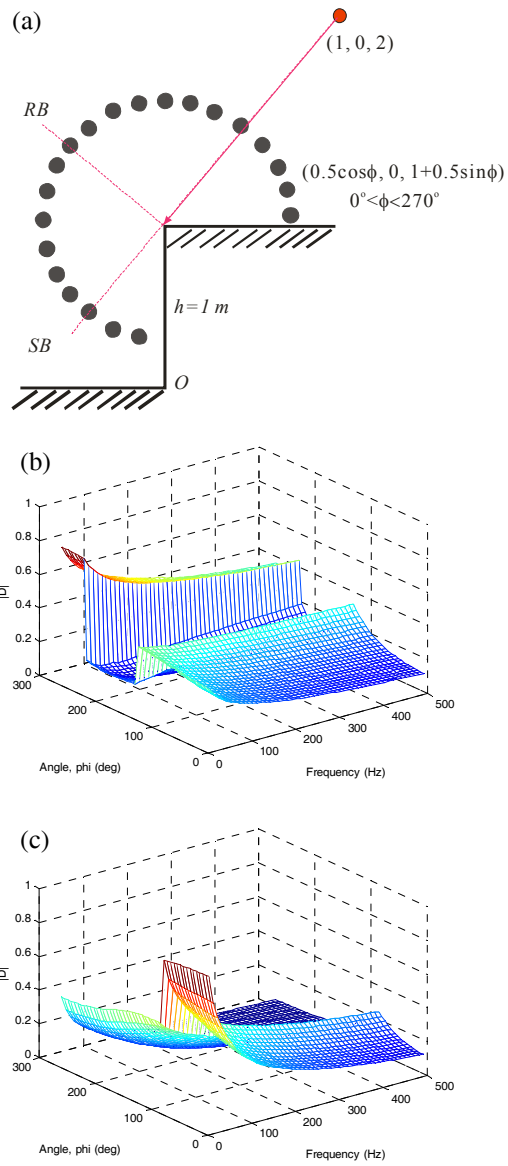 (a)
(1, 0, 2)
RB
(0.5cosϕ, 0, 1+0.5sinϕ)
0°<ϕ<270°
h=1 m
SB
O
(b)
1
0.8
0.6
0.4
0.2
0
|D|
300
200
100
0
Angle, phi (deg)
0
100
200
300
400
500
Frequency (Hz)
(c)
1
0.8
0.6
0.4
0.2
0
|D|
300
200
100
0
Angle, phi (deg)
0
100
200
300
400
500
Frequency (Hz)